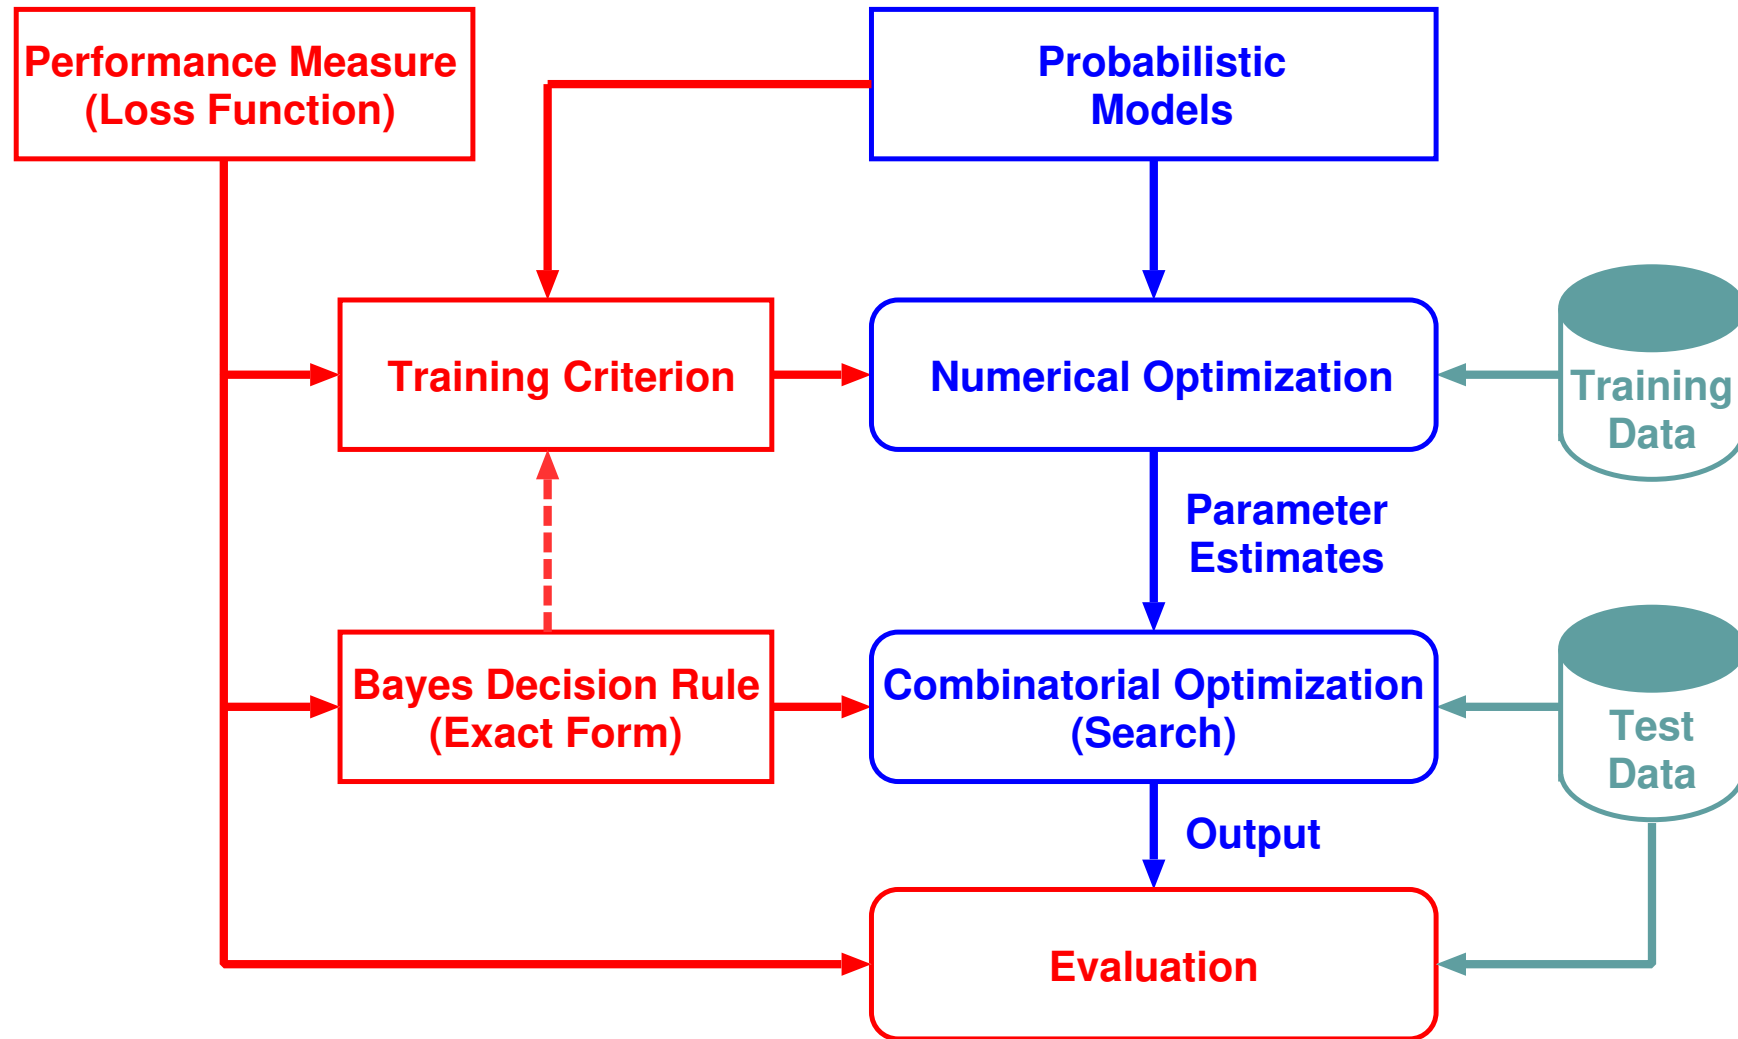 Performance Measure
(Loss Function)
Probabilistic
Models
Training Criterion
Numerical Optimization
Training
Data
Parameter
Estimates
Bayes Decision Rule
(Exact Form)
Combinatorial Optimization
(Search)
Test
Data
Output
Evaluation